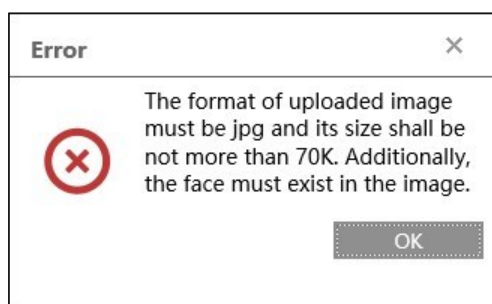 Error
The format of uploaded image
must be jpg and its size shall be
not more than 70K. Additionally,
the face must exist in the image.
OK